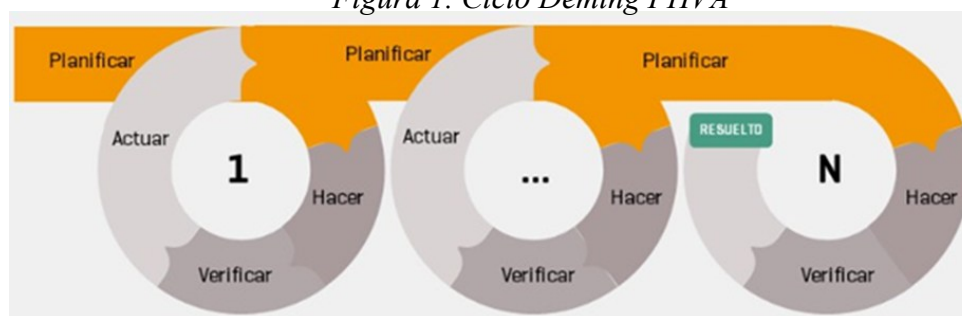 Figura 1. Ciclo Deming PHVA
Planificar
Actuar
1
Hacer
Verificar
Planificar
Actuar
...
Hacer
Verificar
Planificar
RESUELTO
N
Hacer
Verificar